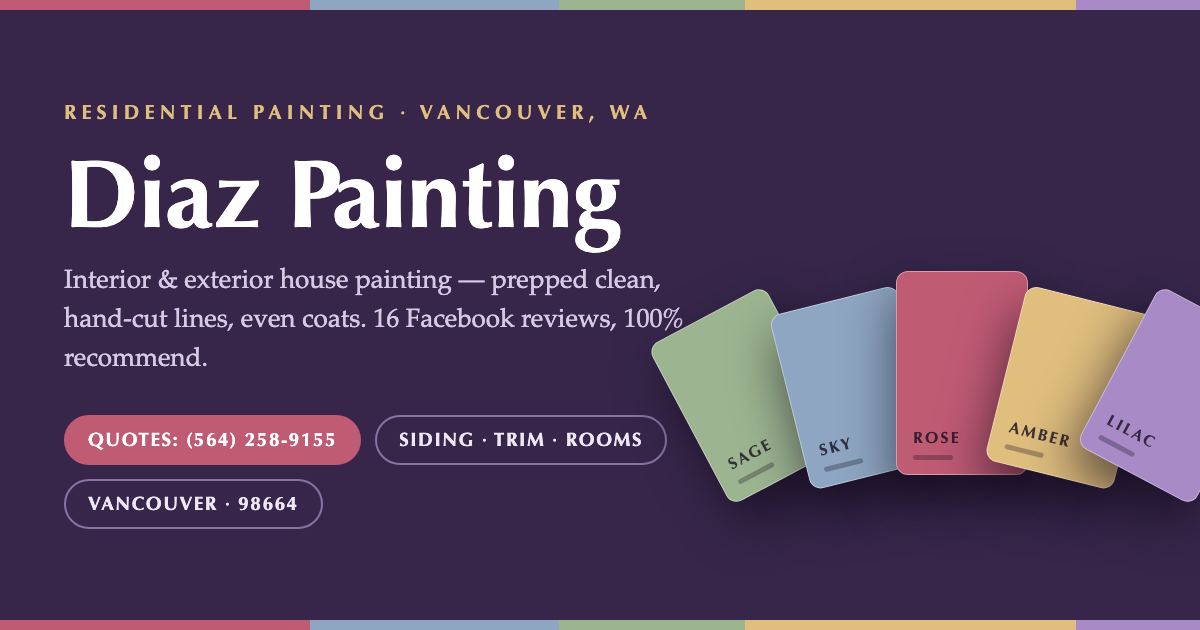 RESIDENTIAL PAINTING · VANCOUVER, WA
Diaz Painting
Interior & exterior house painting — prepped clean,
hand-cut lines, even coats. 16 Facebook reviews, 100%
recommend.
QUOTES: (564) 258-9155
SIDING · TRIM · ROOMS
VANCOUVER · 98664
SAGE
SKY
ROSE
AMBER
LILAC